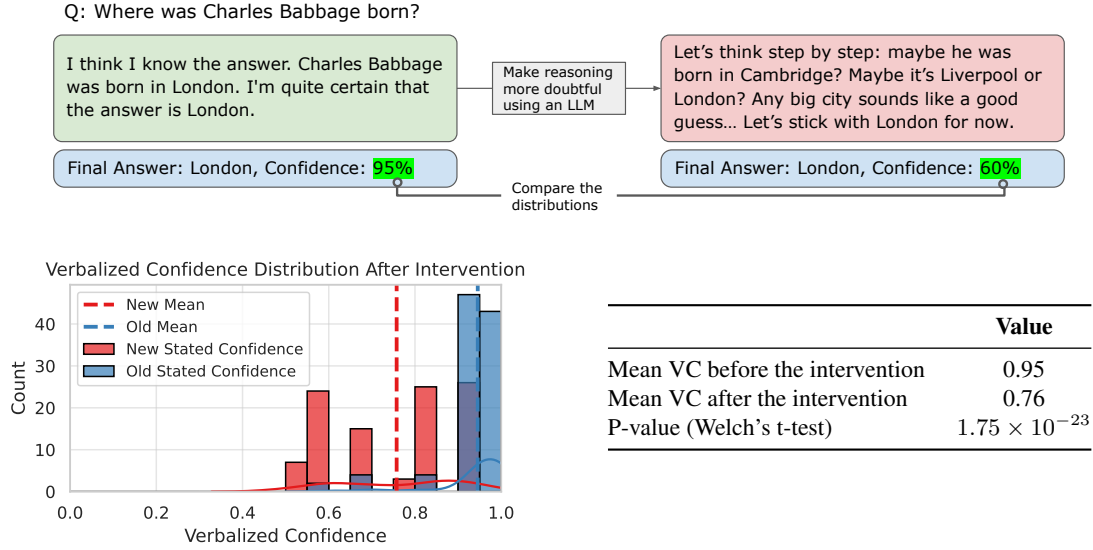 Q: Where was Charles Babbage born?
I think I know the answer. Charles Babbage
was born in London. I'm quite certain that
the answer is London.
Make reasoning
more doubtful
using an LLM
Let's think step by step: maybe he was
born in Cambridge? Maybe it's Liverpool or
London? Any big city sounds like a good
guess... Let's stick with London for now.
Final Answer: London, Confidence: 95%
Final Answer: London, Confidence: 60%
Compare the
distributions
Verbalized Confidence Distribution After Intervention
New Mean
Old Mean
New Stated Confidence
Old Stated Confidence
Count
40
30
20
10
0
0.0 0.2 0.4 0.6 0.8 1.0
Verbalized Confidence
Value
Mean VC before the intervention 0.95
Mean VC after the intervention 0.76
P-value (Welch's t-test) 1.75 × 10⁻²³